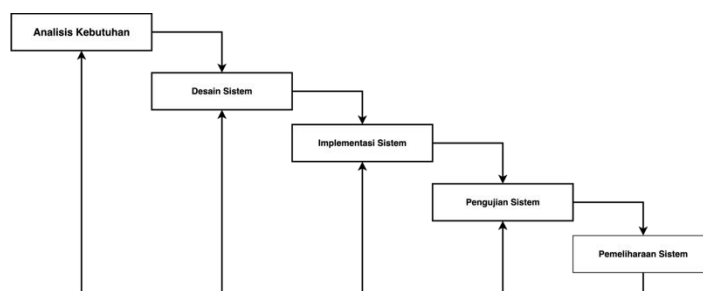 Analisis Kebutuhan
Desain Sistem
Implementasi Sistem
Pengujian Sistem
Pemeliharaan Sistem